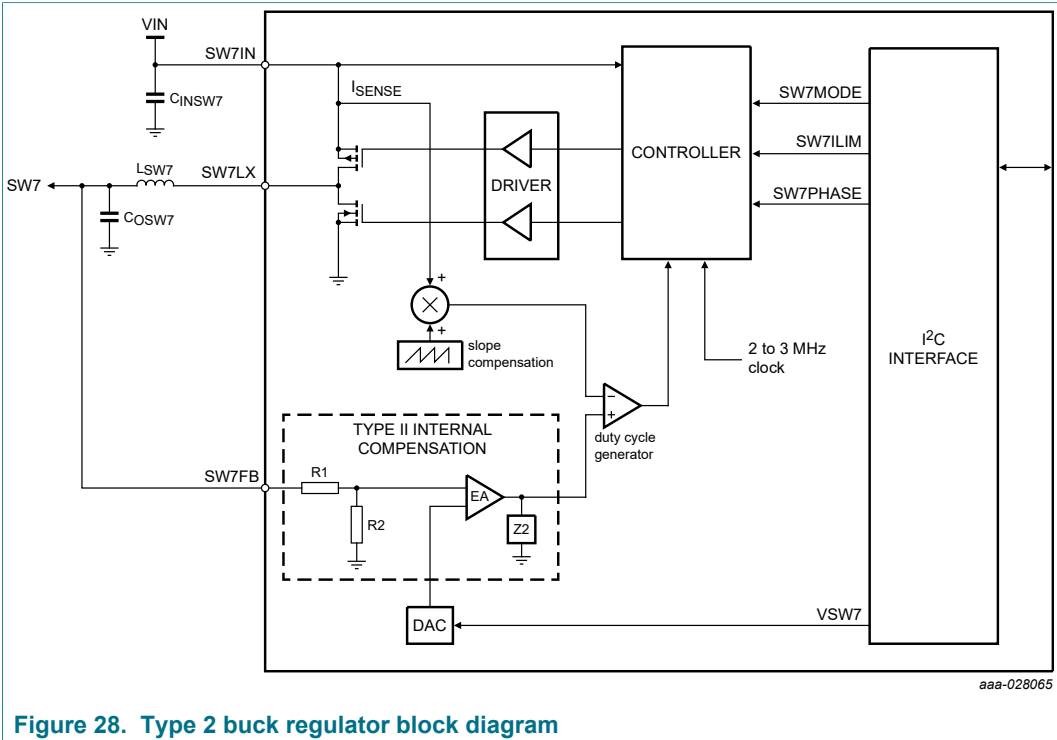 VIN
SW7IN
CINSW7
ISENSE
SW7MODE
SW7ILIM
SW7PHASE
CONTROLLER
DRIVER
LSW7
SW7LX
SW7
COSW7
+
+
slope
compensation
2 to 3 MHz
clock
I2C
INTERFACE
−
+
duty cycle
generator
TYPE II INTERNAL
COMPENSATION
SW7FB
R1
R2
EA
Z2
DAC
VSW7
aaa-028065
Figure 28. Type 2 buck regulator block diagram